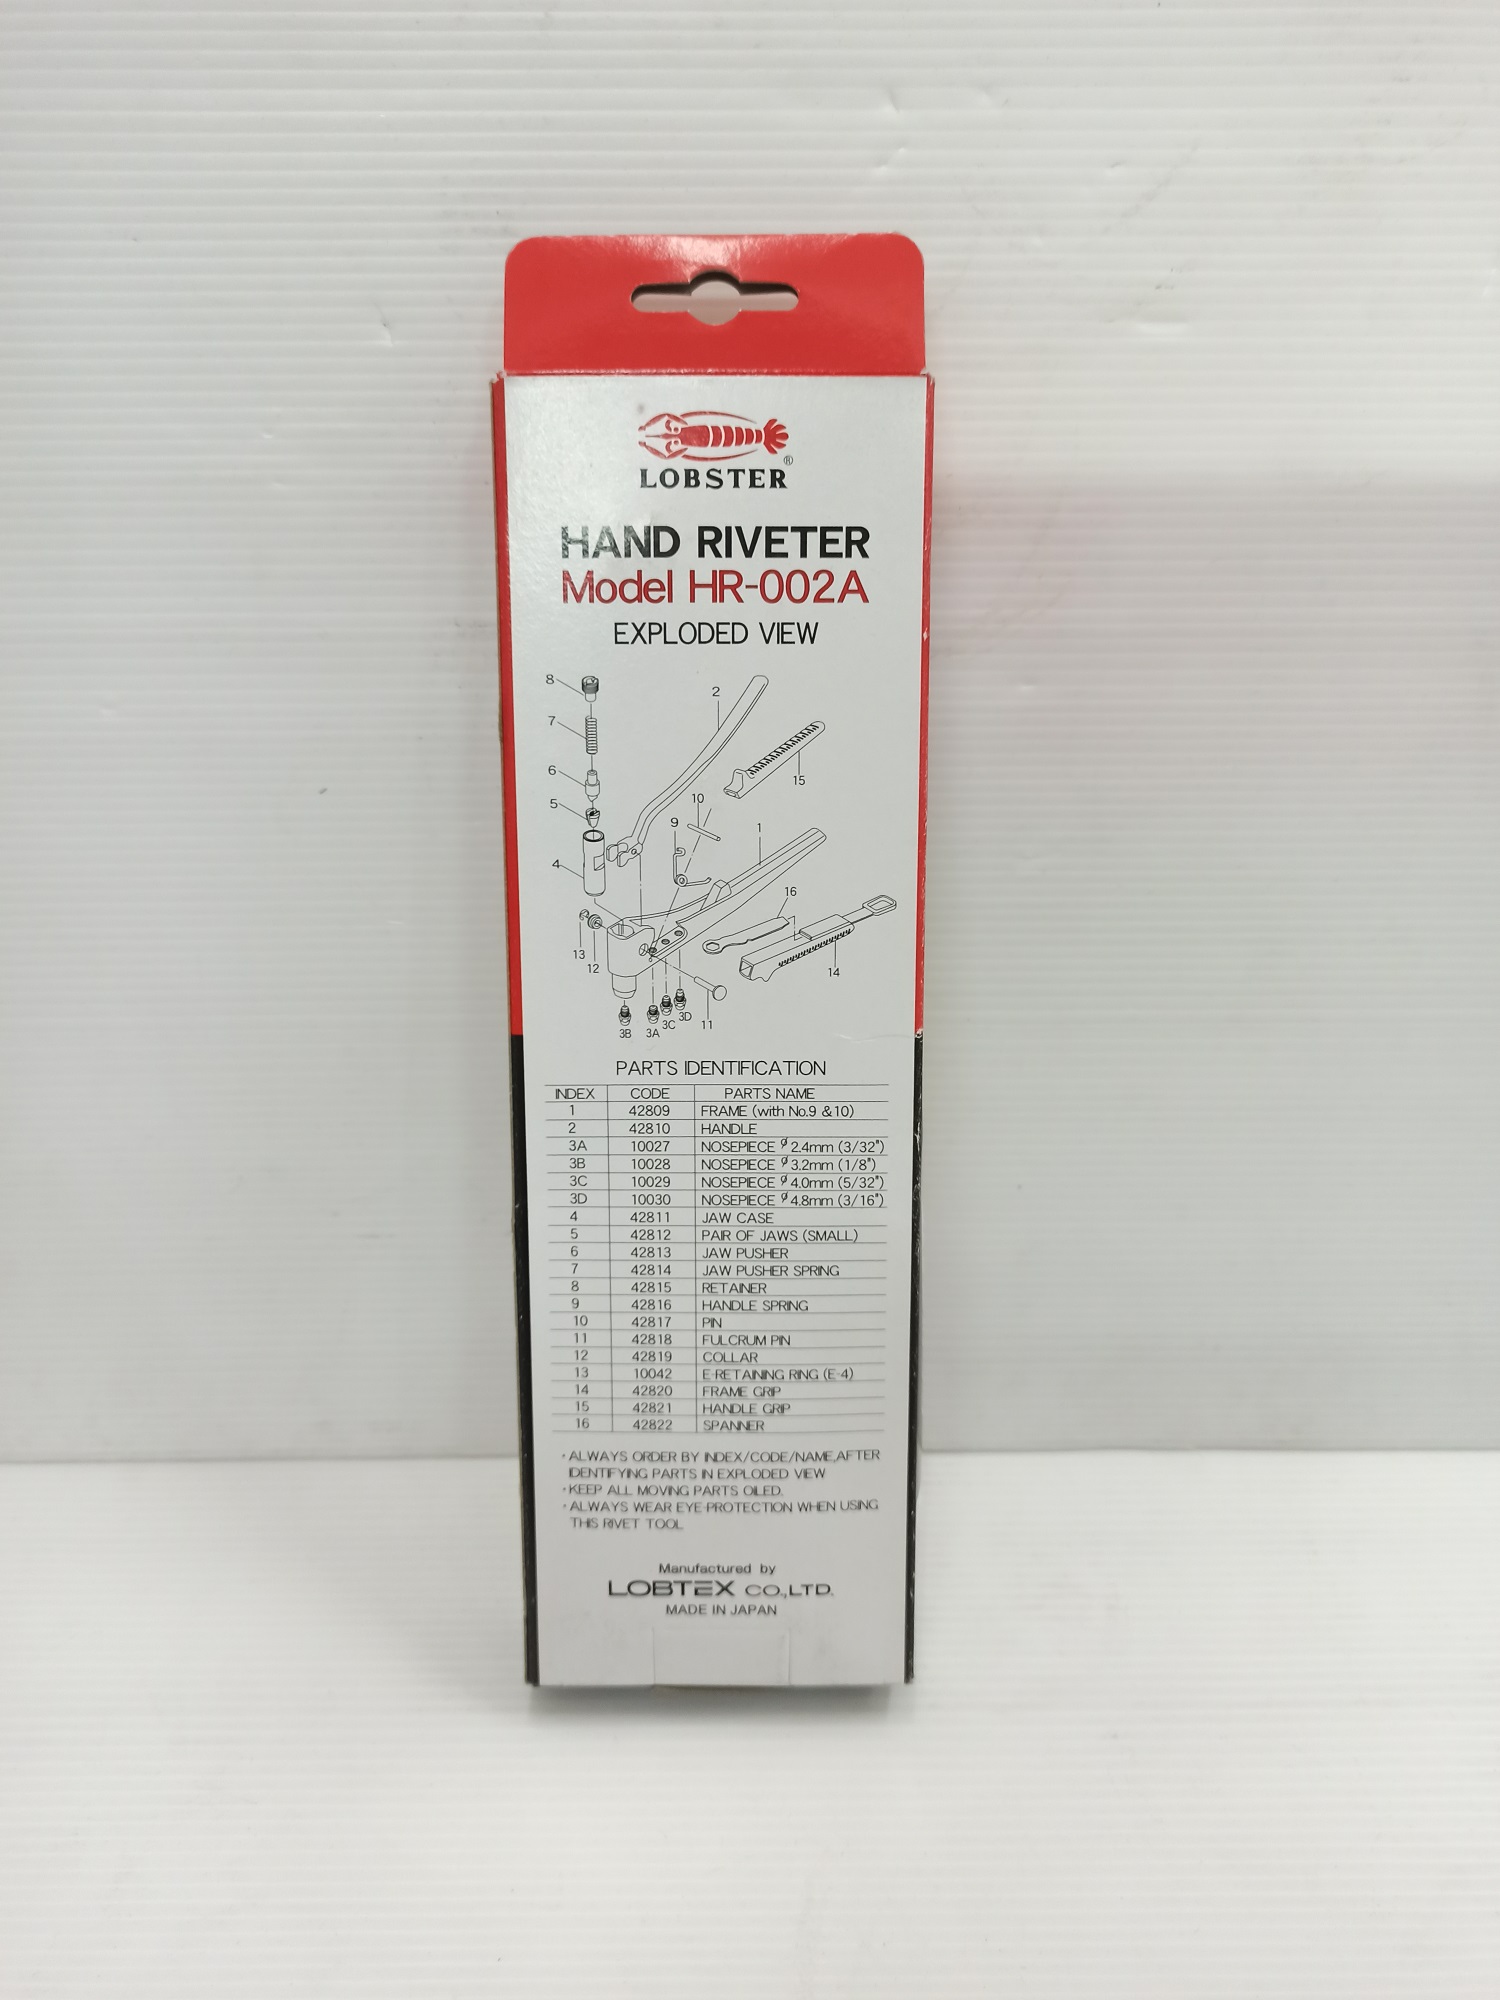 LOBSTER®
HAND RIVETER
Model HR-002A
EXPLODED VIEW
8
2
7
15
6
10
5
9
1
4
16
13
12
14
3B
3A
3C
3D
11
PARTS IDENTIFICATION
INDEX CODE PARTS NAME
1 42809 FRAME (with No.9 &10)
2 42810 HANDLE
3A 10027 NOSEPIECE ø2.4mm (3/32")
3B 10028 NOSEPIECE ø3.2mm (1/8")
3C 10029 NOSEPIECE ø4.0mm (5/32")
3D 10030 NOSEPIECE ø4.8mm (3/16")
4 42811 JAW CASE
5 42812 PAIR OF JAWS (SMALL)
6 42813 JAW PUSHER
7 42814 JAW PUSHER SPRING
8 42815 RETAINER
9 42816 HANDLE SPRING
10 42817 PIN
11 42818 FULCRUM PIN
12 42819 COLLAR
13 10042 E-RETAINING RING (E-4)
14 42820 FRAME GRIP
15 42821 HANDLE GRIP
16 42822 SPANNER
・ALWAYS ORDER BY INDEX/CODE/NAME,AFTER
IDENTIFYING PARTS IN EXPLODED VIEW
・KEEP ALL MOVING PARTS OILED.
・ALWAYS WEAR EYE-PROTECTION WHEN USING
THIS RIVET TOOL
Manufactured by
LOBTEX CO.,LTD.
MADE IN JAPAN